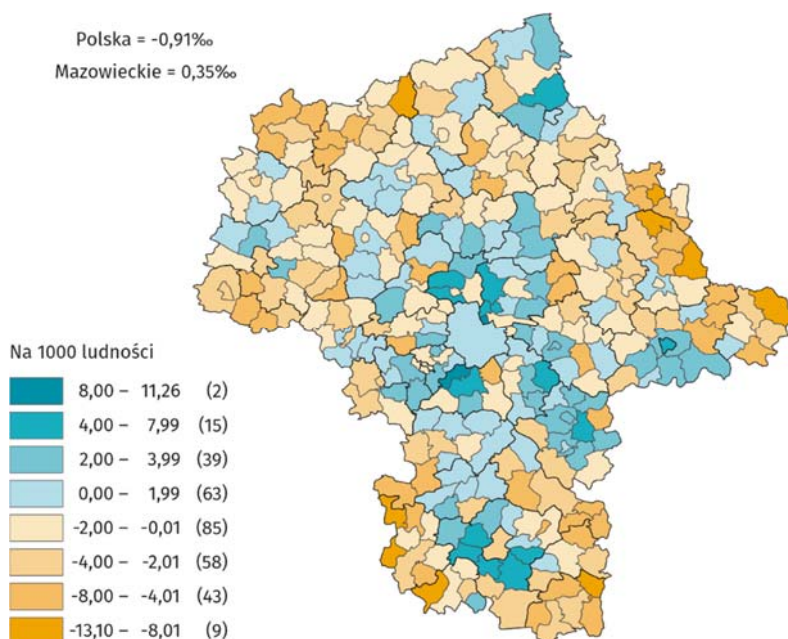 Polska = -0,91‰
Mazowieckie = 0,35‰
Na 1000 ludności
8,00 – 11,26 (2)
4,00 – 7,99 (15)
2,00 – 3,99 (39)
0,00 – 1,99 (63)
-2,00 – -0,01 (85)
-4,00 – -2,01 (58)
-8,00 – -4,01 (43)
-13,10 – -8,01 (9)